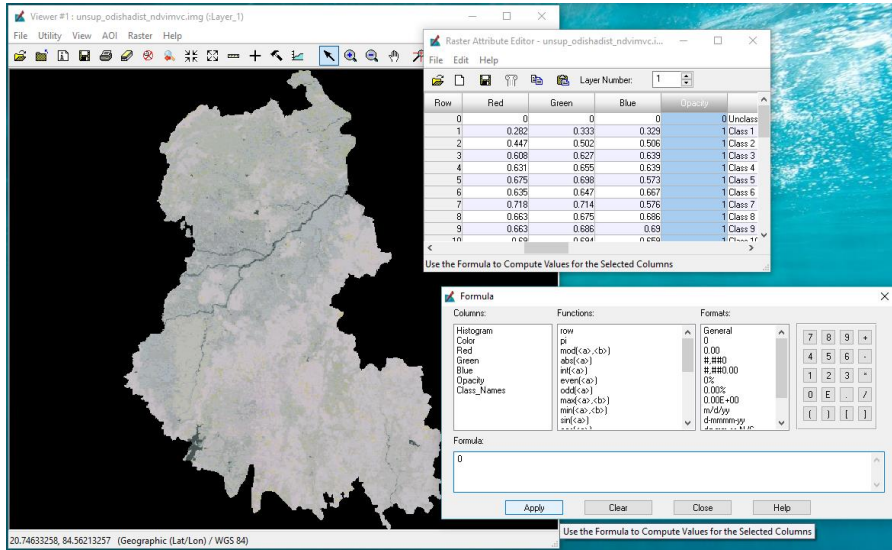 Viewer #1 : unsup_odishadist_ndvimvc.img (:Layer_1)
File Utility View AOI Raster Help
Raster Attribute Editor - unsup_odishadist_ndvimvc.i...
File Edit Help
Layer Number: 1
Row Red Green Blue Opacity
0 0 0 0 0 Unclass
1 0.282 0.333 0.329 1 Class 1
2 0.447 0.502 0.506 1 Class 2
3 0.608 0.627 0.639 1 Class 3
4 0.631 0.655 0.639 1 Class 4
5 0.675 0.698 0.573 1 Class 5
6 0.635 0.647 0.667 1 Class 6
7 0.718 0.714 0.576 1 Class 7
8 0.663 0.675 0.686 1 Class 8
9 0.663 0.686 0.69 1 Class 9
10 0.69 0.694 0.659 1 Class 10
Use the Formula to Compute Values for the Selected Columns
Formula
Columns: Functions: Formats:
Histogram row General
Color pi 0
Red mod(<a>,<b>) 0.00
Green abs(<a>) #,##0
Blue int(<a>) #,##0.00
Opacity even(<a>) 0%
Class_Names odd(<a>) 0.00%
max(<a>,<b>) 0.00E+00
min(<a>,<b>) m/d/yy
sin(<a>) d-mmmm-yy
7 8 9 +
4 5 6 -
1 2 3 *
0 E . /
( ) [ ]
Formula:
0
Apply Clear Close Help
Use the Formula to Compute Values for the Selected Columns
20.74633258, 84.56213257 (Geographic (Lat/Lon) / WGS 84)